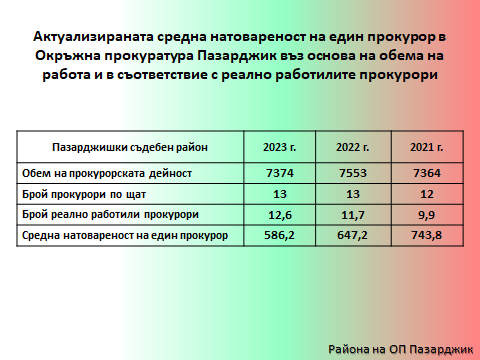 Актуализираната средна натовареност на един прокурор в
Окръжна прокуратура Пазарджик въз основа на обема на
работа и в съответствие с реално работилите прокурори
Пазарджишки съдебен район 2023 г. 2022 г. 2021 г.
Обем на прокурорската дейност 7374 7553 7364
Брой прокурори по щат 13 13 12
Брой реално работили прокурори 12,6 11,7 9,9
Средна натовареност на един прокурор 586,2 647,2 743,8
Района на ОП Пазарджик